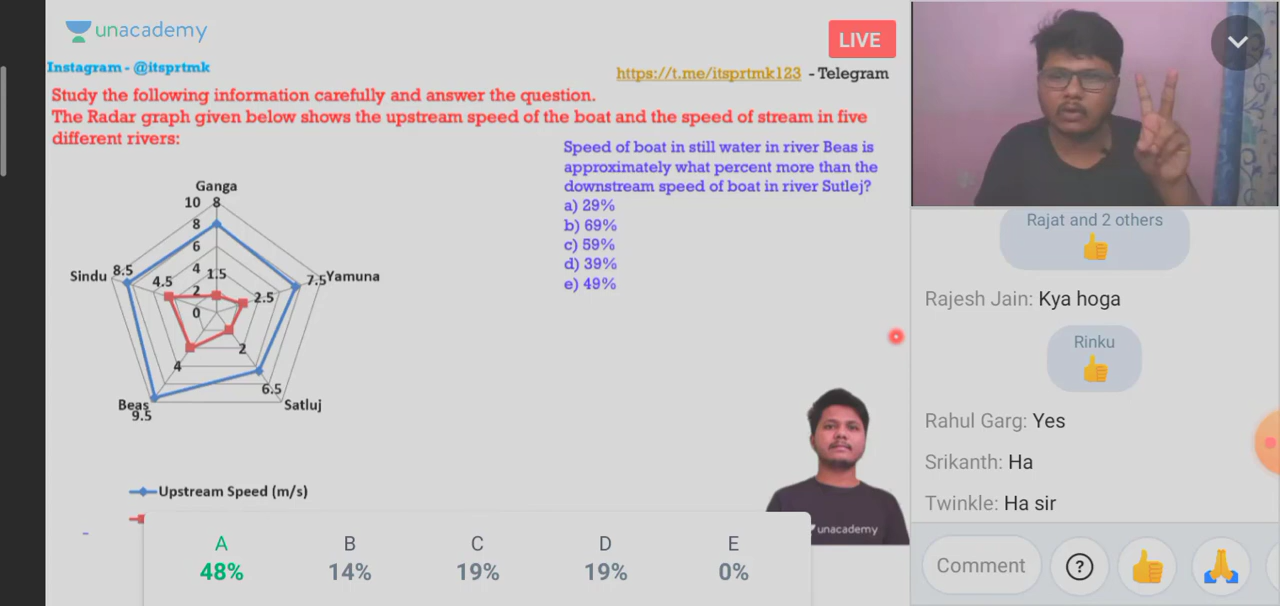 unacademy
LIVE
Instagram - @itsprtmk
https://t.me/itsprtmk123 - Telegram
Study the following information carefully and answer the question.
The Radar graph given below shows the upstream speed of the boat and the speed of stream in five
different rivers:
Speed of boat in still water in river Beas is
approximately what percent more than the
downstream speed of boat in river Sutlej?
a) 29%
b) 69%
c) 59%
d) 39%
e) 49%
Ganga
10 8
8
6
4 1.5
2
0
Sindu 8.5
4.5
7.5 Yamuna
2.5
2
4
6.5
Beas
9.5
Satluj
Upstream Speed (m/s)
A B C D E
48% 14% 19% 19% 0%
unacademy
Rajat and 2 others
Rajesh Jain: Kya hoga
Rinku
Rahul Garg: Yes
Srikanth: Ha
Twinkle: Ha sir
Comment
?